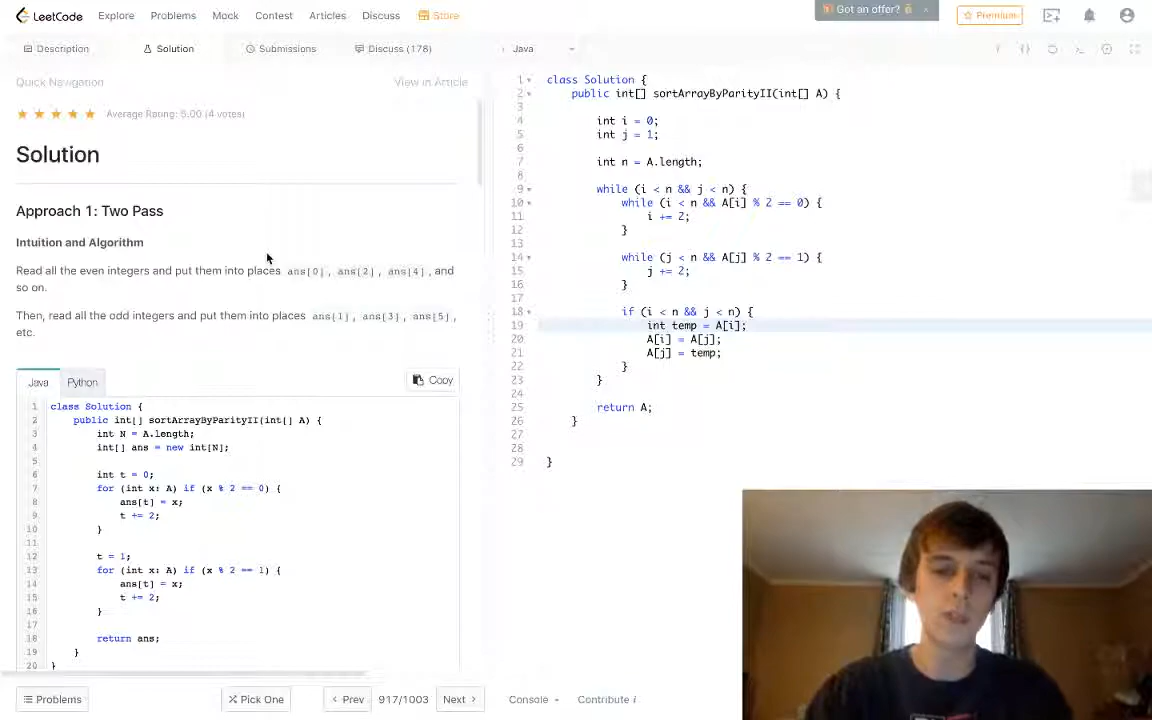 LeetCode Explore Problems Mock Contest Articles Discuss Store Got an offer? × Premium
Description Solution Submissions Discuss (178) Java
Quick Navigation View in Article
Average Rating: 5.00 (4 votes)
Solution
Approach 1: Two Pass
Intuition and Algorithm
Read all the even integers and put them into places ans[0], ans[2], ans[4], and
so on.
Then, read all the odd integers and put them into places ans[1], ans[3], ans[5],
etc.
Java Python Copy
1 class Solution {
2 public int[] sortArrayByParityII(int[] A) {
3 int N = A.length;
4 int[] ans = new int[N];
5
6 int t = 0;
7 for (int x: A) if (x % 2 == 0) {
8 ans[t] = x;
9 t += 2;
10 }
11
12 t = 1;
13 for (int x: A) if (x % 2 == 1) {
14 ans[t] = x;
15 t += 2;
16 }
17
18 return ans;
19 }
20 }
1 class Solution {
2 public int[] sortArrayByParityII(int[] A) {
3
4 int i = 0;
5 int j = 1;
6
7 int n = A.length;
8
9 while (i < n && j < n) {
10 while (i < n && A[i] % 2 == 0) {
11 i += 2;
12 }
13
14 while (j < n && A[j] % 2 == 1) {
15 j += 2;
16 }
17
18 if (i < n && j < n) {
19 int temp = A[i];
20 A[i] = A[j];
21 A[j] = temp;
22 }
23 }
24
25 return A;
26 }
27
28
29 }
Problems Pick One Prev 917/1003 Next Console Contribute i